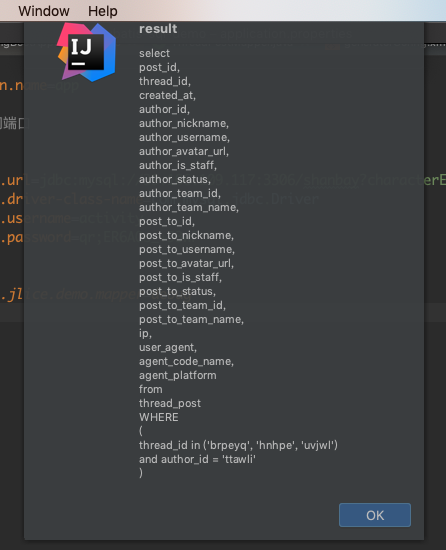 Window Help
result
IJ
select
post_id,
thread_id,
created_at,
author_id,
author_nickname,
author_username,
author_avatar_url,
author_is_staff,
author_status,
author_team_id,
author_team_name,
post_to_id,
post_to_nickname,
post_to_username,
post_to_avatar_url,
post_to_is_staff,
post_to_status,
post_to_team_id,
post_to_team_name,
ip,
user_agent,
agent_code_name,
agent_platform
from
thread_post
WHERE
(
thread_id in ('brpeyq', 'hnhpe', 'uvjwl')
and author_id = 'ttawli'
)
OK